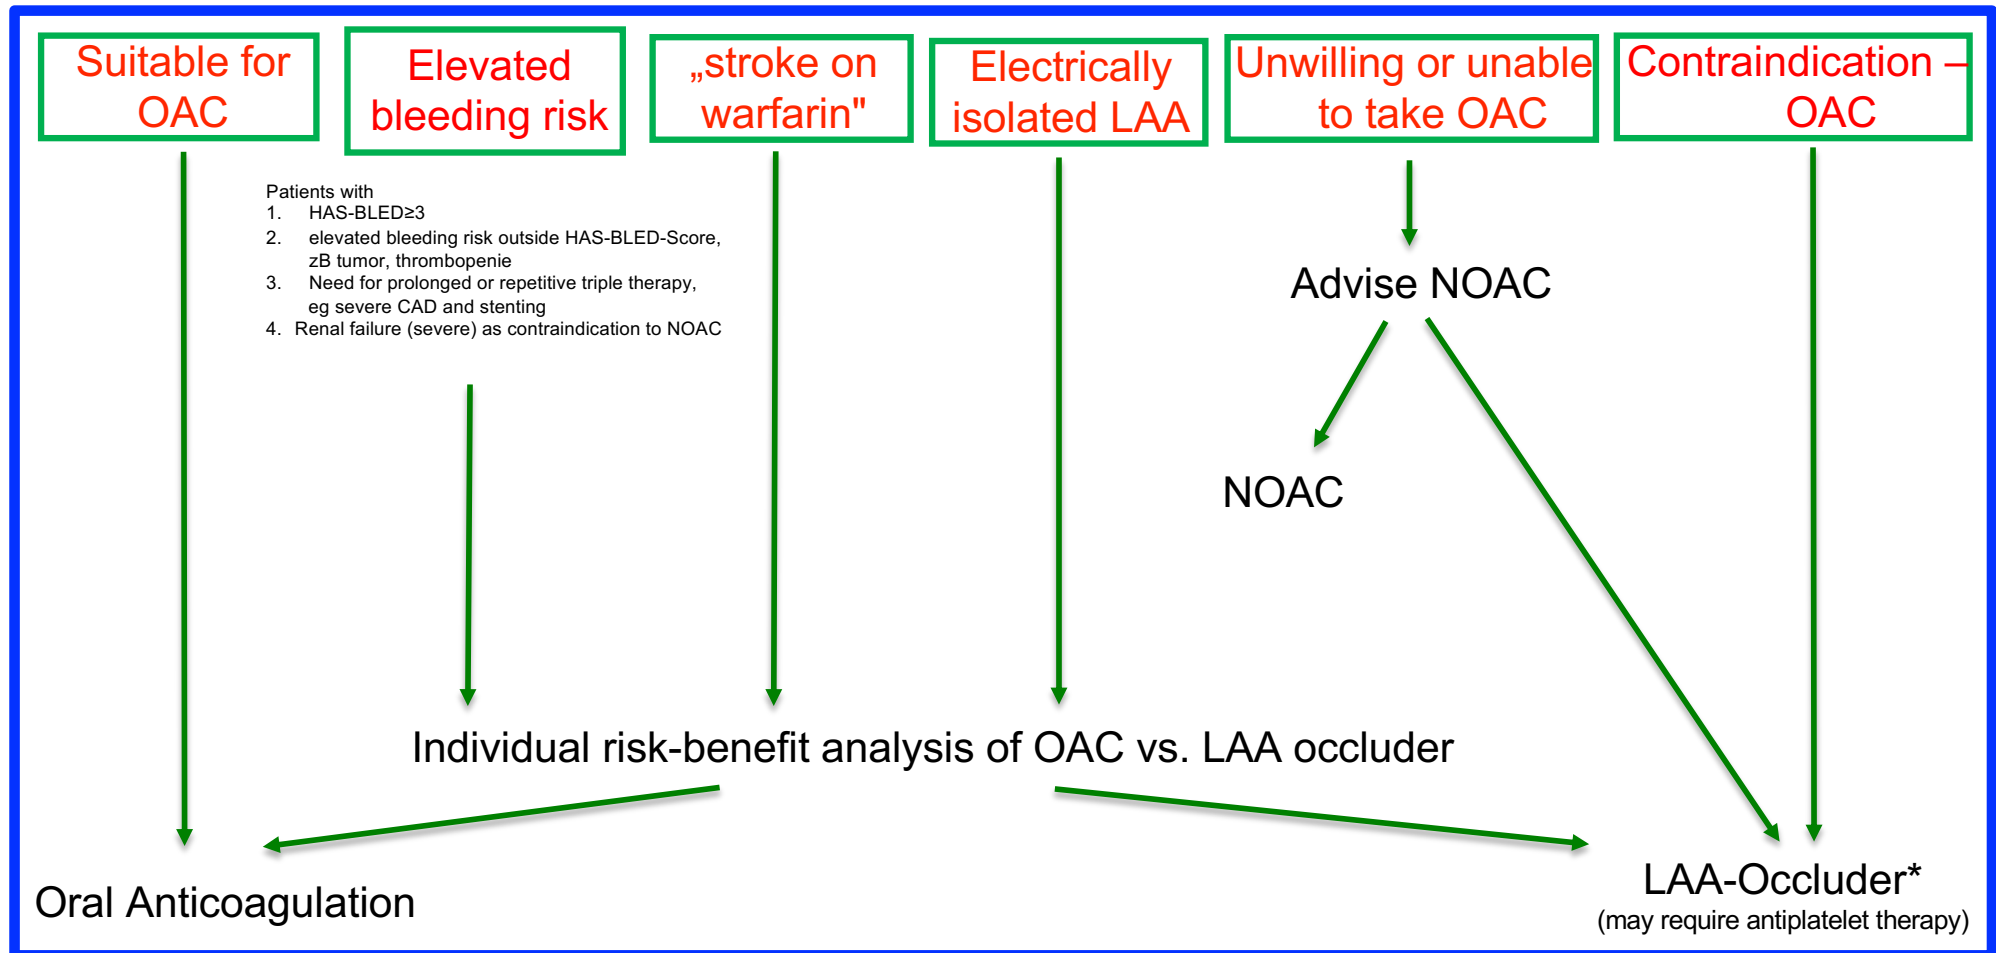 Suitable for
OAC
Elevated
bleeding risk
„stroke on
warfarin"
Electrically
isolated LAA
Unwilling or unable
to take OAC
Contraindication –
OAC
Patients with
1. HAS-BLED≥3
2. elevated bleeding risk outside HAS-BLED-Score,
zB tumor, thrombopenie
3. Need for prolonged or repetitive triple therapy,
eg severe CAD and stenting
4. Renal failure (severe) as contraindication to NOAC
Advise NOAC
NOAC
Individual risk-benefit analysis of OAC vs. LAA occluder
Oral Anticoagulation
LAA-Occluder*
(may require antiplatelet therapy)